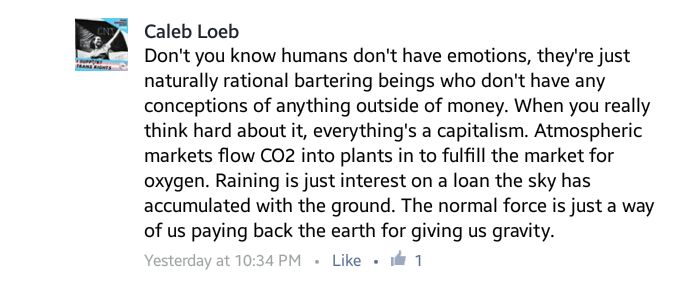 CNT
I SUPPORT
TRANS RIGHTS
Caleb Loeb
Don't you know humans don't have emotions, they're just
naturally rational bartering beings who don't have any
conceptions of anything outside of money. When you really
think hard about it, everything's a capitalism. Atmospheric
markets flow CO2 into plants in to fulfill the market for
oxygen. Raining is just interest on a loan the sky has
accumulated with the ground. The normal force is just a way
of us paying back the earth for giving us gravity.
Yesterday at 10:34 PM • Like • 1